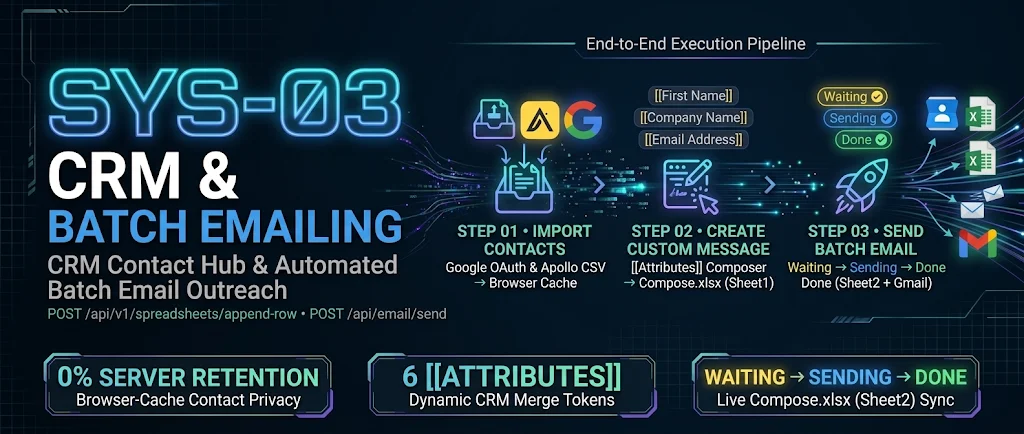 End-to-End Execution Pipeline
SYS-03
CRM &
BATCH EMAILING
CRM Contact Hub & Automated
Batch Email Outreach
POST /api/v1/spreadsheets/append-row • POST /api/email/send
[[First Name]]
[[Company Name]]
[[Email Address]]
Waiting
Sending
Done
STEP 01 • IMPORT
CONTACTS
Google OAuth & Apollo CSV
→ Browser Cache
STEP 02 • CREATE
CUSTOM MESSAGE
[[Attributes]] Composer
→ Compose.xlsx (Sheet1)
STEP 03 • SEND
BATCH EMAIL
Waiting → Sending → Done
Done (Sheet2 + Gmail)
0% SERVER RETENTION
Browser-Cache Contact Privacy
6 [[ATTRIBUTES]]
Dynamic CRM Merge Tokens
WAITING → SENDING → DONE
Live Compose.xlsx (Sheet2) Sync